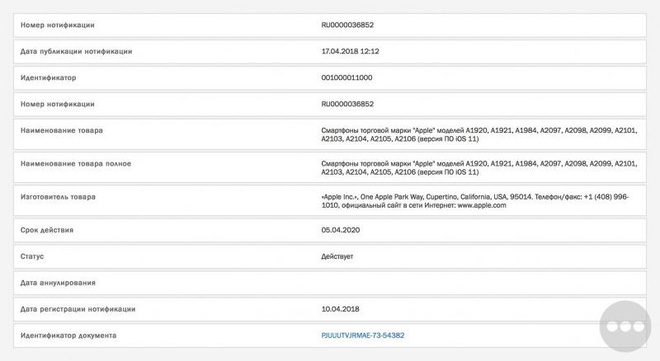 Номер нотификации RU0000036852
Дата публикации нотификации 17.04.2018 12:12
Идентификатор 001000011000
Номер нотификации RU0000036852
Наименование товара Смартфоны торговой марки "Apple" моделей A1920, A1921, A1984, A2097, A2098, A2099, A2101,
A2103, A2104, A2105, A2106 (версия ПО iOS 11)
Наименование товара полное Смартфоны торговой марки "Apple" моделей A1920, A1921, A1984, A2097, A2098, A2099, A2101,
A2103, A2104, A2105, A2106 (версия ПО iOS 11)
Изготовитель товара «Apple Inc.», One Apple Park Way, Cupertino, California, USA, 95014. Телефон/факс: +1 (408) 996-
1010, официальный сайт в сети Интернет: www.apple.com
Срок действия 05.04.2020
Статус Действует
Дата аннулирования
Дата регистрации нотификации 10.04.2018
Идентификатор документа PJUUUTVJRMAE-73-54382